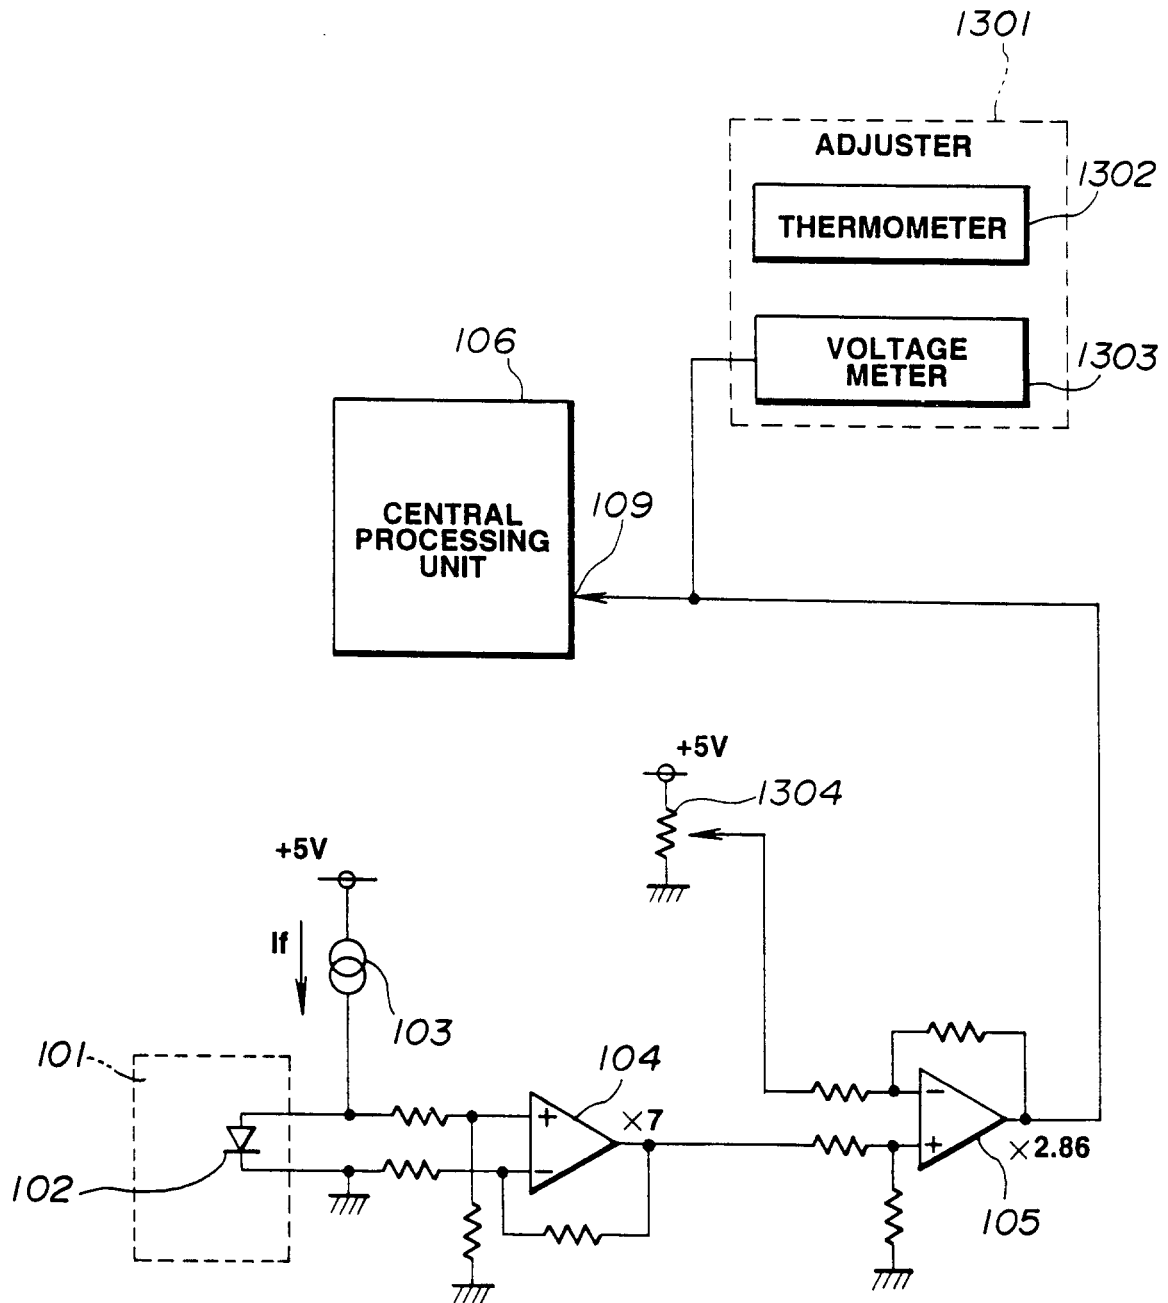 1301
ADJUSTER
1302
THERMOMETER
106
VOLTAGE
METER
1303
109
CENTRAL
PROCESSING
UNIT
+5V
1304
+5V
If
103
101
104
+
×7
−
−
+
×2.86
102
105